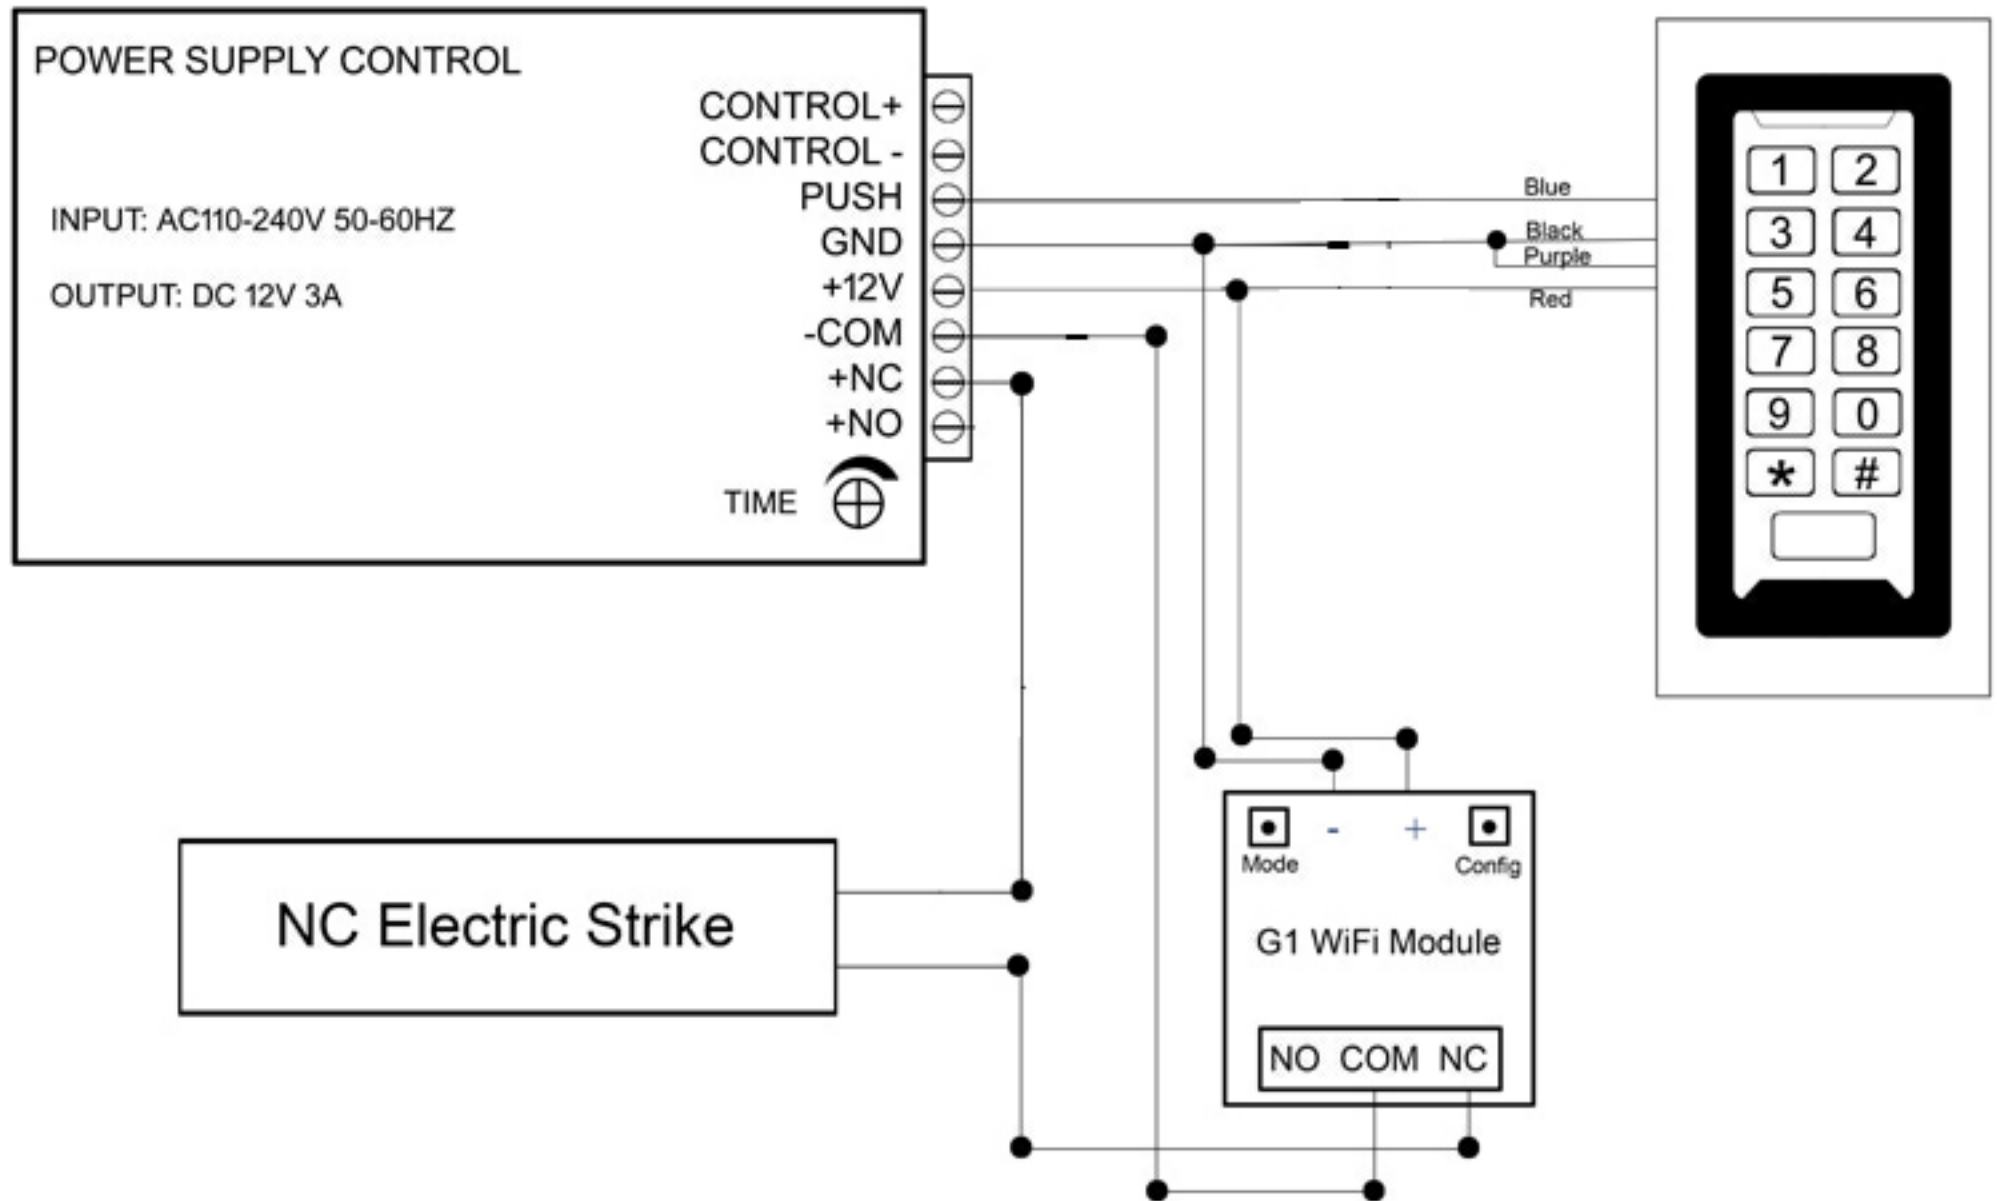 POWER SUPPLY CONTROL
INPUT: AC110-240V 50-60HZ
OUTPUT: DC 12V 3A
CONTROL+
CONTROL -
PUSH
GND
+12V
-COM
+NC
+NO
TIME
Blue
Black
Purple
Red
1 2
3 4
5 6
7 8
9 0
* #
NC Electric Strike
- +
Mode Config
G1 WiFi Module
NO COM NC